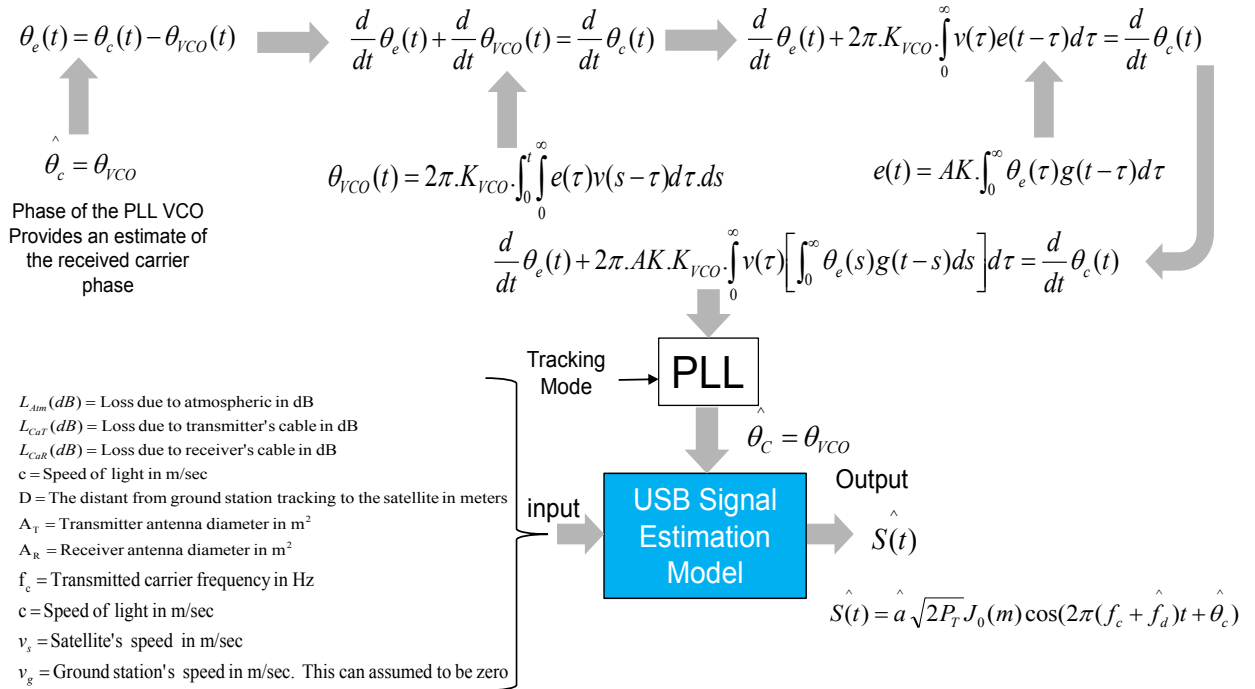 θ_e(t) = θ_c(t) − θ_VCO(t)
d/dt θ_e(t) + d/dt θ_VCO(t) = d/dt θ_c(t)
d/dt θ_e(t) + 2π.K_VCO.∫_0^∞ v(τ)e(t−τ)dτ = d/dt θ_c(t)
θ̂_c = θ_VCO
Phase of the PLL VCO
Provides an estimate of
the received carrier
phase
θ_VCO(t) = 2π.K_VCO.∫_0^t ∫_0^∞ e(τ)v(s−τ)dτ.ds
e(t) = AK.∫_0^∞ θ_e(τ)g(t−τ)dτ
d/dt θ_e(t) + 2π.AK.K_VCO.∫_0^∞ v(τ)[∫_0^∞ θ_e(s)g(t−s)ds]dτ = d/dt θ_c(t)
Tracking
Mode
PLL
θ̂_C = θ_VCO
L_Atm(dB) = Loss due to atmospheric in dB
L_CaT(dB) = Loss due to transmitter's cable in dB
L_CaR(dB) = Loss due to receiver's cable in dB
c = Speed of light in m/sec
D = The distant from ground station tracking to the satellite in meters
A_T = Transmitter antenna diameter in m²
A_R = Receiver antenna diameter in m²
f_c = Transmitted carrier frequency in Hz
c = Speed of light in m/sec
v_s = Satellite's speed in m/sec
v_g = Ground station's speed in m/sec. This can assumed to be zero
input
USB Signal
Estimation
Model
Output
Ŝ(t)
Ŝ(t) = â √(2P_T) J_0(m) cos(2π(f_c + f̂_d)t + θ̂_c)